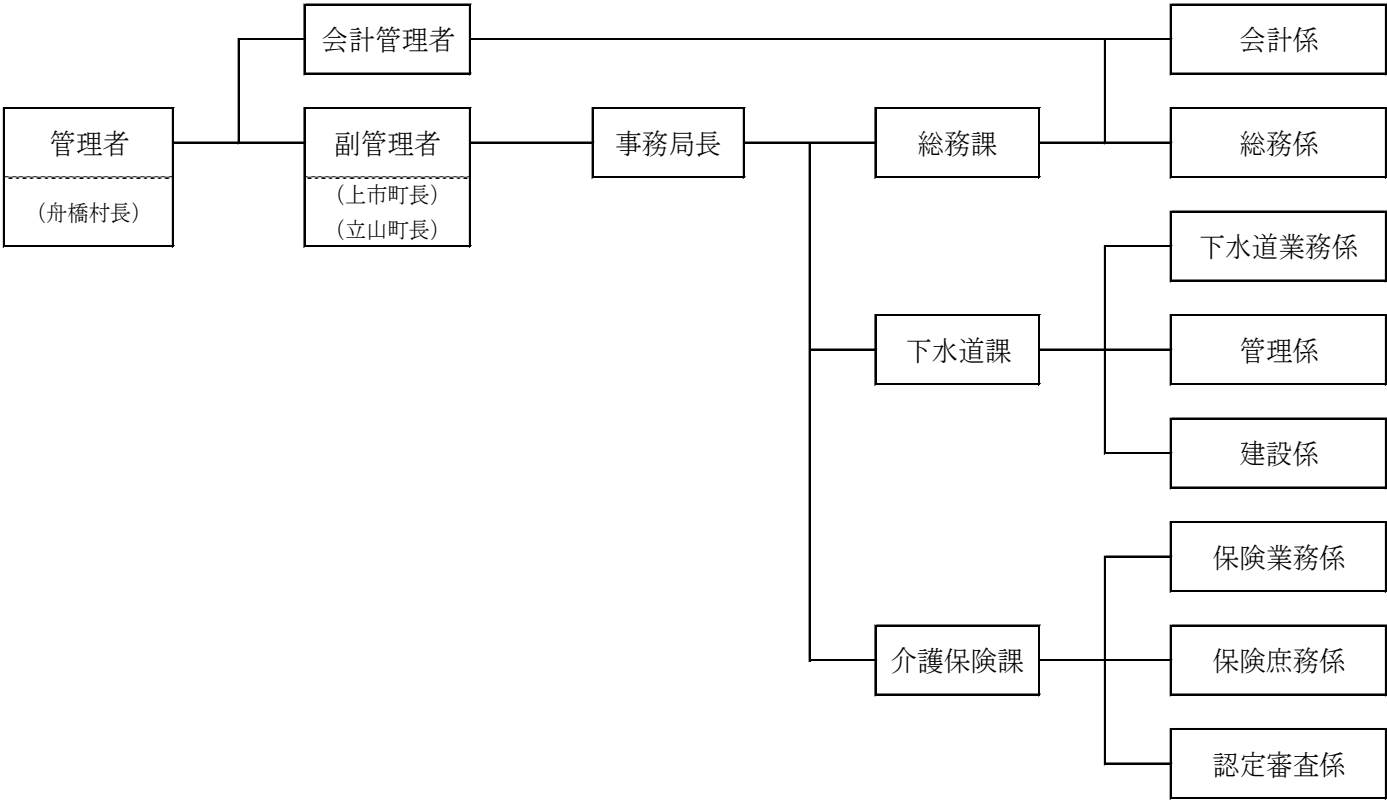 会計管理者
会計係
管理者
(舟橋村長)
副管理者
(上市町長)
(立山町長)
事務局長
総務課
総務係
下水道業務係
下水道課
管理係
建設係
保険業務係
介護保険課
保険庶務係
認定審査係